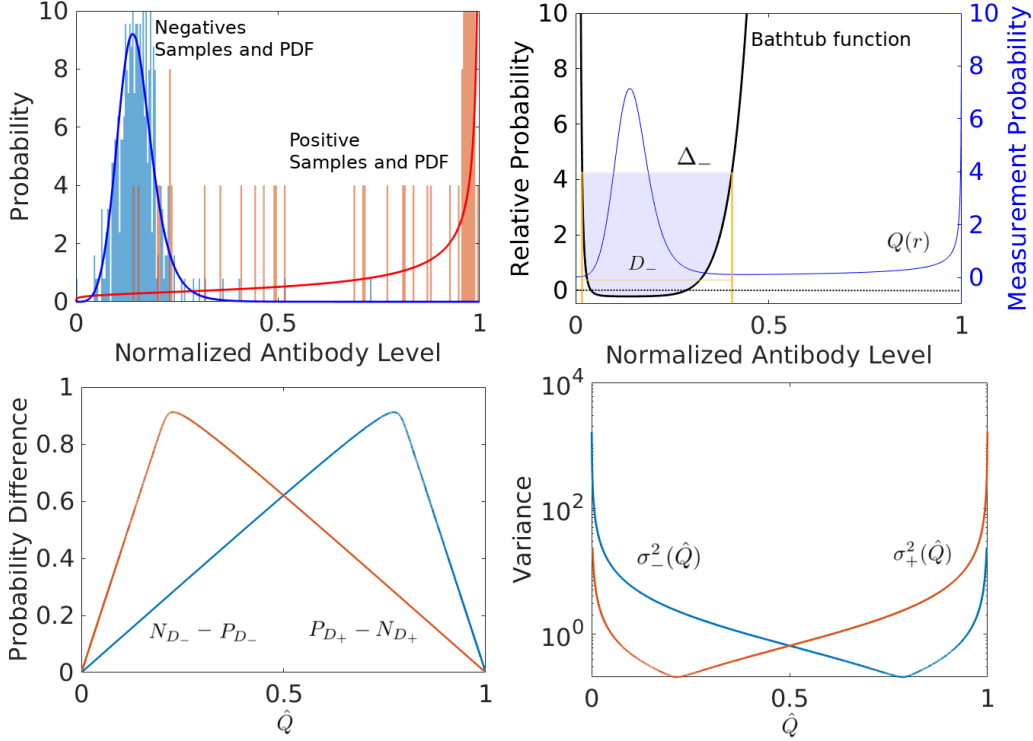 10
8
6
4
2
0
Probability
Negatives
Samples and PDF
Positive
Samples and PDF
0 0.5 1
Normalized Antibody Level
10
8
6
4
2
0
Relative Probability
Bathtub function
Δ₋
D₋
Q(r)
10
8
6
4
2
0
Measurement Probability
0 0.5 1
Normalized Antibody Level
1
0.8
0.6
0.4
0.2
0
Probability Difference
N_{D₋} − P_{D₋}
P_{D₊} − N_{D₊}
0 0.5 1
Q̂
10⁴
10²
10⁰
Variance
σ²₋(Q̂)
σ²₊(Q̂)
0 0.5 1
Q̂